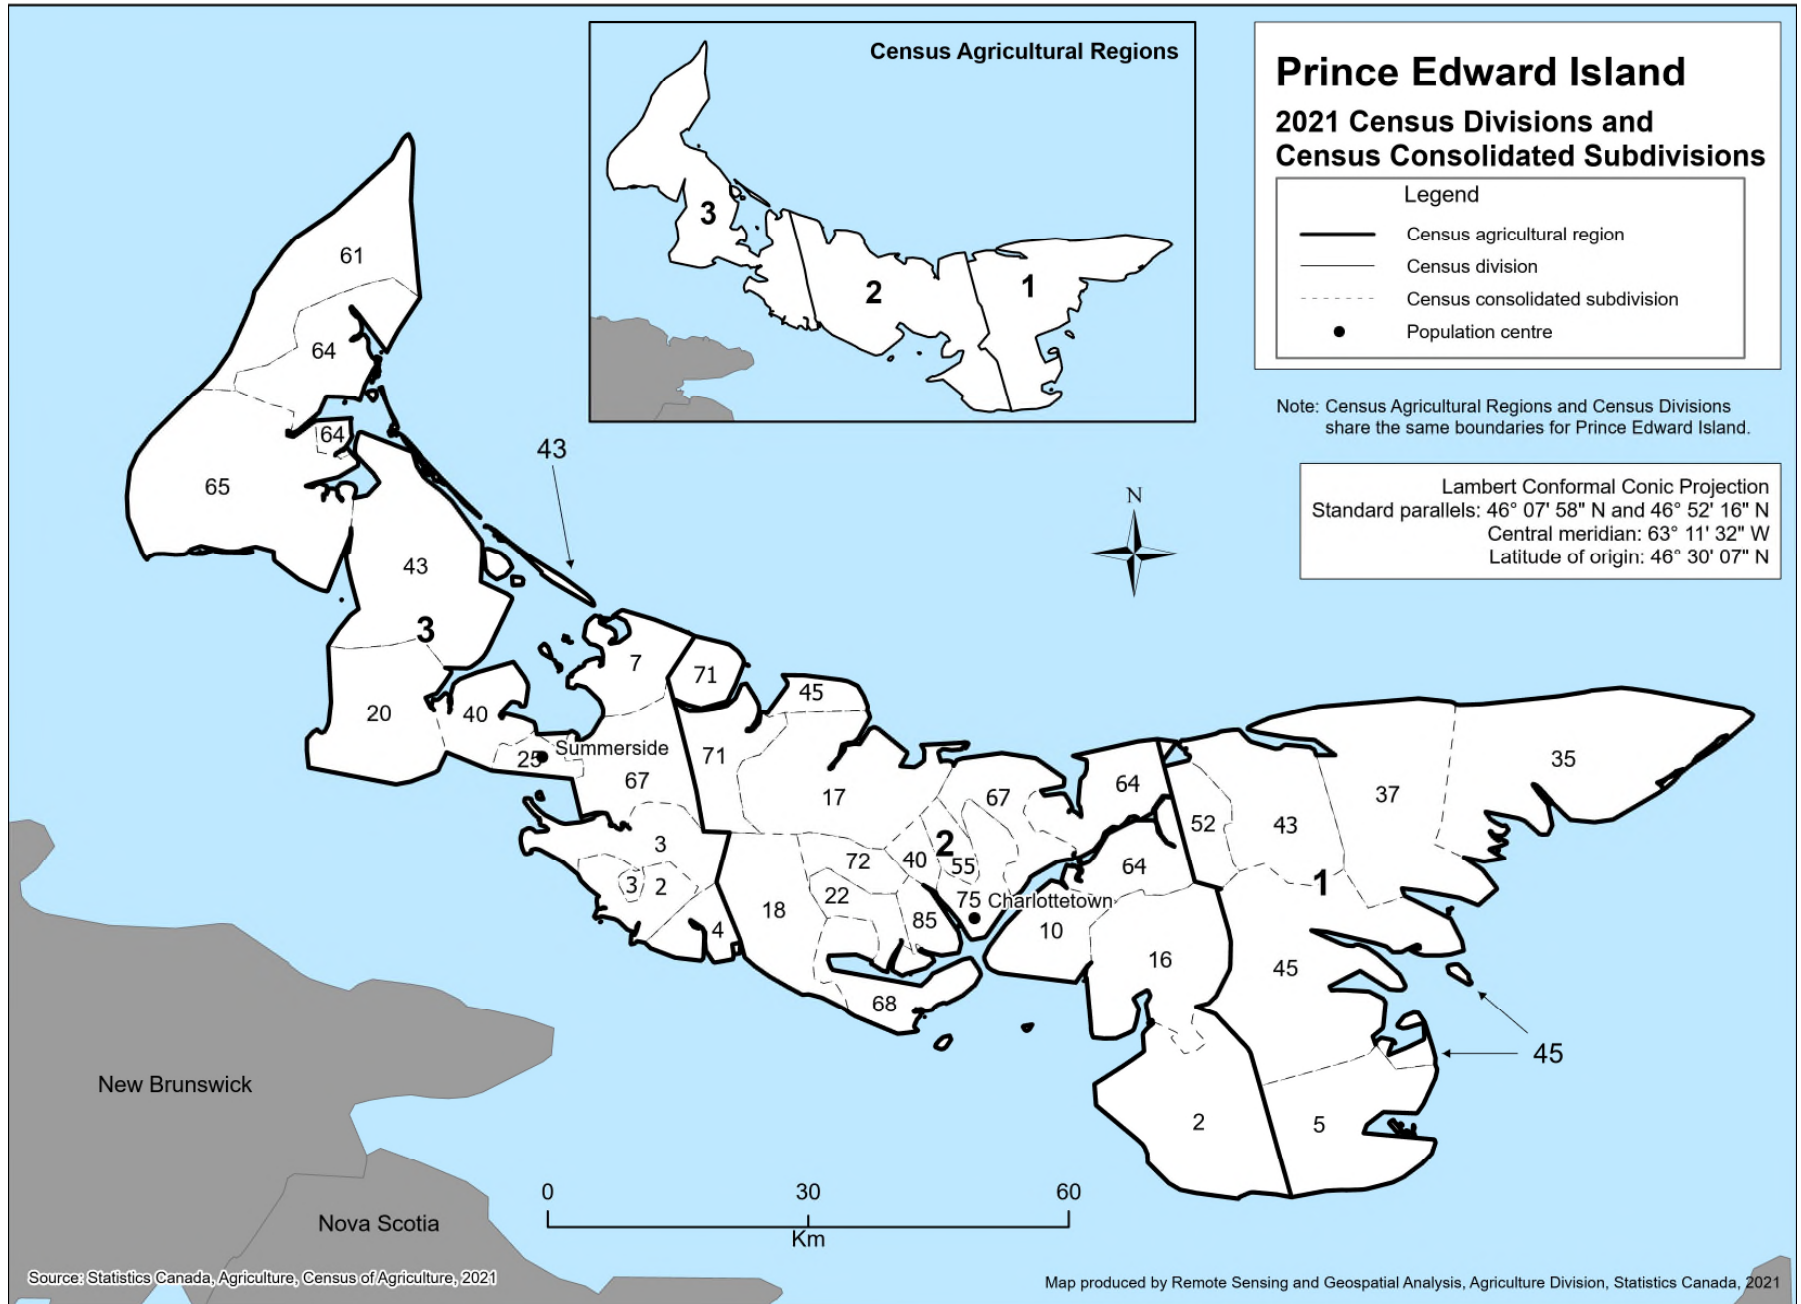 Census Agricultural Regions
3
2
1
Prince Edward Island
2021 Census Divisions and
Census Consolidated Subdivisions
Legend
Census agricultural region
Census division
Census consolidated subdivision
Population centre
Note: Census Agricultural Regions and Census Divisions
share the same boundaries for Prince Edward Island.
Lambert Conformal Conic Projection
Standard parallels: 46° 07' 58" N and 46° 52' 16" N
Central meridian: 63° 11' 32" W
Latitude of origin: 46° 30' 07" N
N
61
64
64
43
65
43
3
7
71
45
20
40
25
Summerside
71
67
17
67
64
52
43
37
35
3
72
40
2
55
64
1
3
2
22
75
Charlottetown
18
85
10
4
16
45
68
45
2
5
New Brunswick
Nova Scotia
0
30
60
Km
Source: Statistics Canada, Agriculture, Census of Agriculture, 2021
Map produced by Remote Sensing and Geospatial Analysis, Agriculture Division, Statistics Canada, 2021